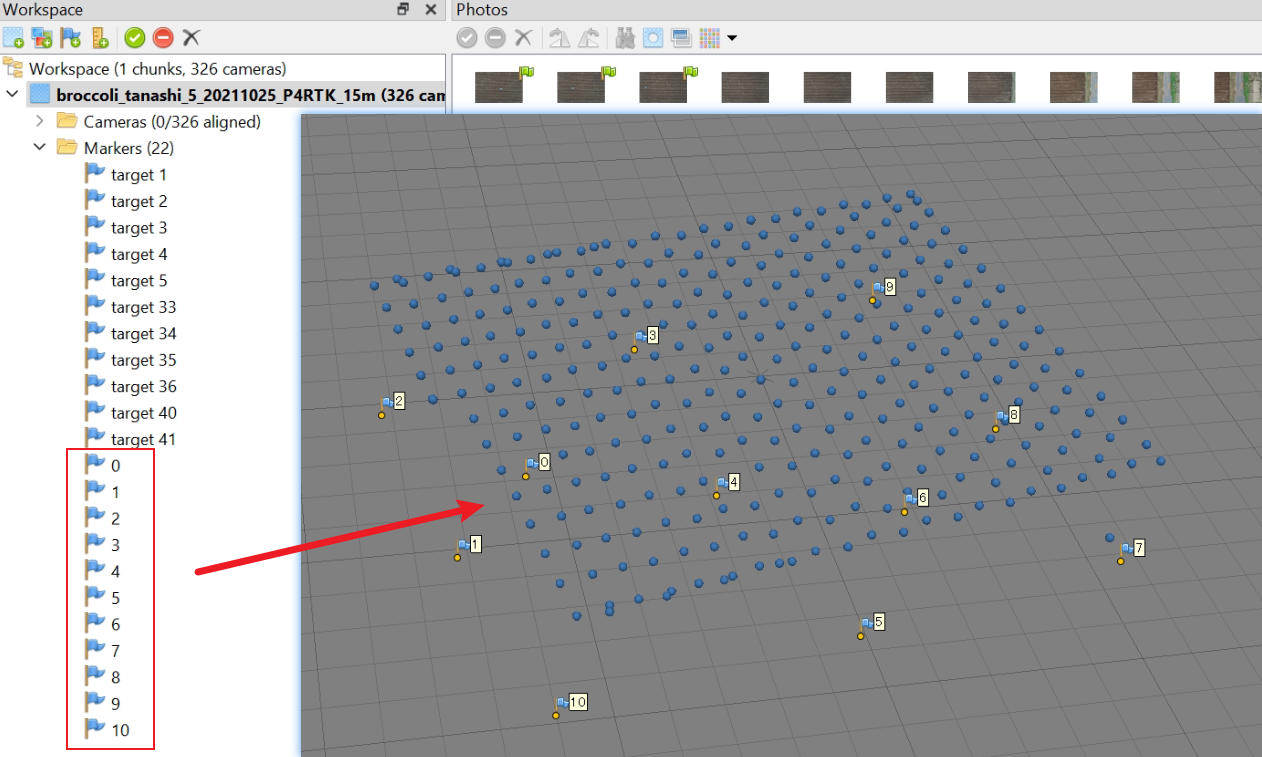 Workspace
Photos
Workspace (1 chunks, 326 cameras)
broccoli_tanashi_5_20211025_P4RTK_15m (326 cam
Cameras (0/326 aligned)
Markers (22)
target 1
target 2
target 3
target 4
target 5
target 33
target 34
target 35
target 36
target 40
target 41
0
1
2
3
4
5
6
7
8
9
10
9
3
2
8
0
4
6
1
7
5
10